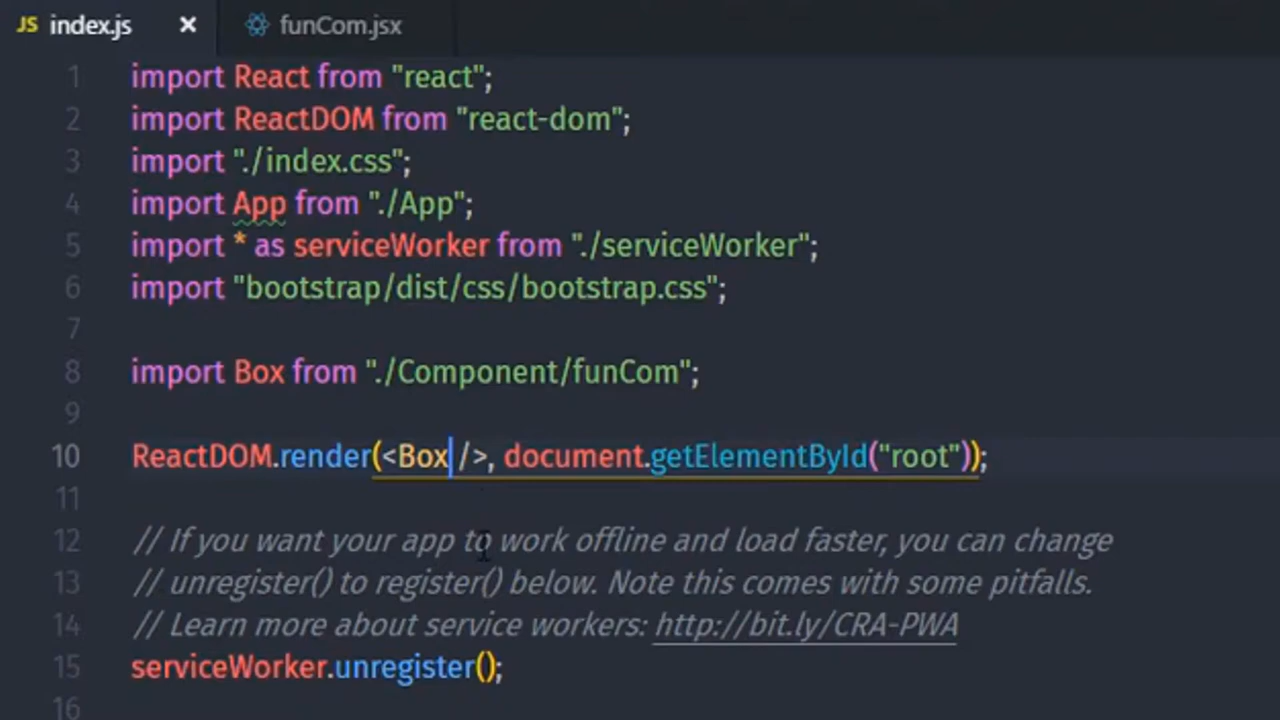 JS index.js × funCom.jsx
1 import React from "react";
2 import ReactDOM from "react-dom";
3 import "./index.css";
4 import App from "./App";
5 import * as serviceWorker from "./serviceWorker";
6 import "bootstrap/dist/css/bootstrap.css";
7
8 import Box from "./Component/funCom";
9
10 ReactDOM.render(<Box />, document.getElementById("root"));
11
12 // If you want your app to work offline and load faster, you can change
13 // unregister() to register() below. Note this comes with some pitfalls.
14 // Learn more about service workers: http://bit.ly/CRA-PWA
15 serviceWorker.unregister();
16